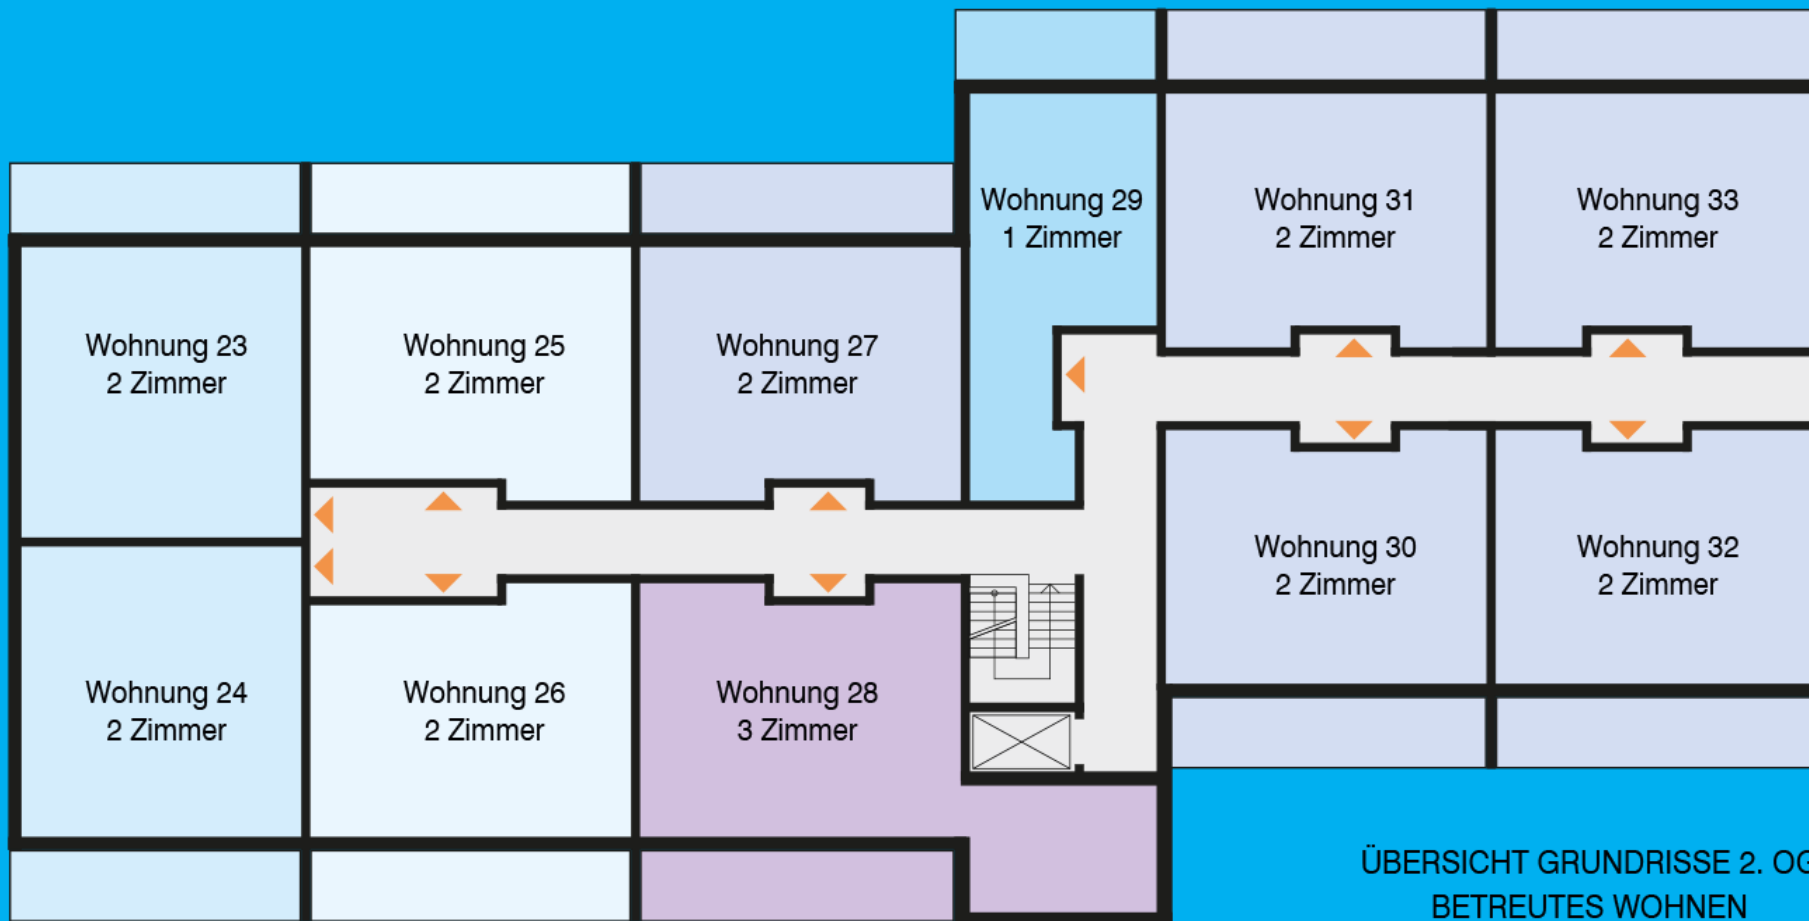 Wohnung 29
1 Zimmer
Wohnung 31
2 Zimmer
Wohnung 33
2 Zimmer
Wohnung 23
2 Zimmer
Wohnung 25
2 Zimmer
Wohnung 27
2 Zimmer
Wohnung 30
2 Zimmer
Wohnung 32
2 Zimmer
Wohnung 24
2 Zimmer
Wohnung 26
2 Zimmer
Wohnung 28
3 Zimmer
ÜBERSICHT GRUNDRISSE 2. OG
BETREUTES WOHNEN